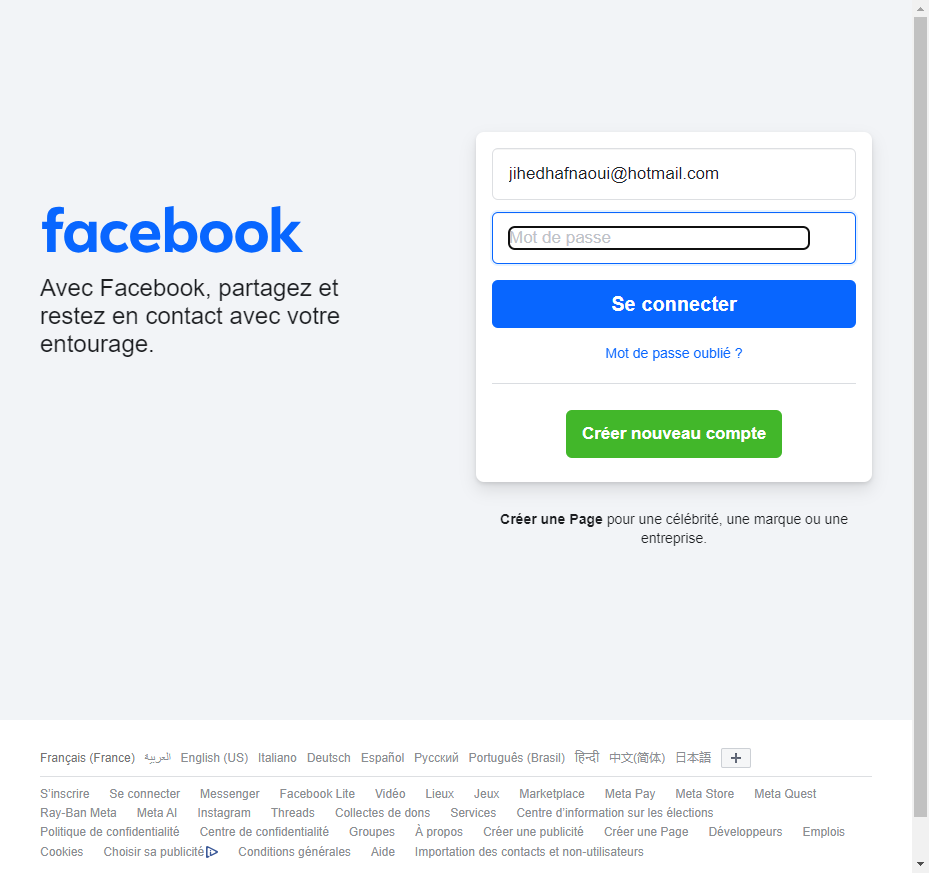 facebook
Avec Facebook, partagez et
restez en contact avec votre
entourage.
jihedhafnaoui@hotmail.com
Mot de passe
Se connecter
Mot de passe oublié ?
Créer nouveau compte
Créer une Page pour une célébrité, une marque ou une
entreprise.
Français (France) العربية English (US) Italiano Deutsch Español Русский Português (Brasil) हिन्दी 中文(简体) 日本語
S’inscrire Se connecter Messenger Facebook Lite Vidéo Lieux Jeux Marketplace Meta Pay Meta Store Meta Quest
Ray-Ban Meta Meta AI Instagram Threads Collectes de dons Services Centre d’information sur les élections
Politique de confidentialité Centre de confidentialité Groupes À propos Créer une publicité Créer une Page Développeurs Emplois
Cookies Choisir sa publicité Conditions générales Aide Importation des contacts et non-utilisateurs